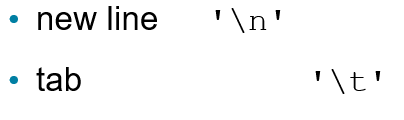 • new line '\n'
• tab '\t'